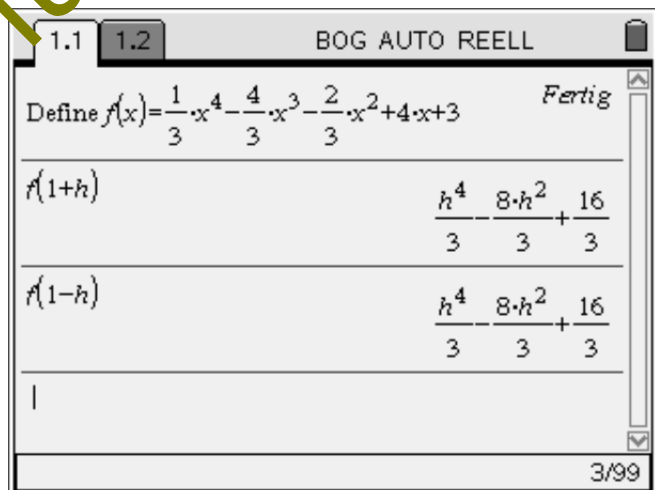 1.1 1.2 BOG AUTO REELL
Define f(x)=1/3·x^4−4/3·x^3−2/3·x^2+4·x+3 Fertig
f(1+h)
h^4/3−8·h^2/3+16/3
f(1−h)
h^4/3−8·h^2/3+16/3
3/99